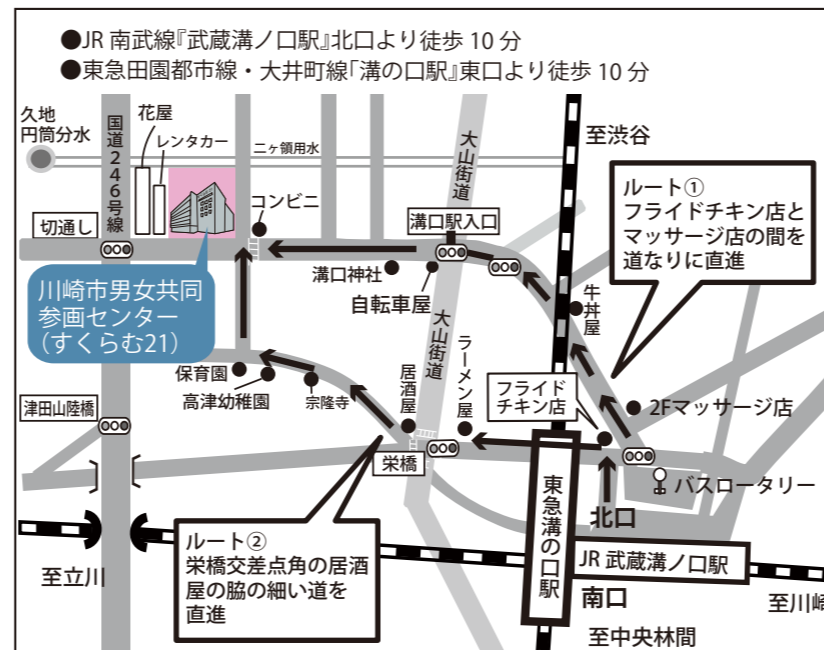 ●JR 南武線『武蔵溝ノ口駅』北口より徒歩 10 分
●東急田園都市線・大井町線「溝の口駅」東口より徒歩 10 分
久地
円筒分水
花屋
レンタカー
国道246号線
二ヶ領用水
大山街道
至渋谷
コンビニ
切通し
溝口駅入口
ルート①
フライドチキン店と
マッサージ店の間を
道なりに直進
川崎市男女共同
参画センター
（すくらむ21）
溝口神社
自転車屋
牛丼屋
大山街道
保育園
高津幼稚園
宗隆寺
居酒屋
ラーメン屋
フライド
チキン店
2Fマッサージ店
津田山陸橋
栄橋
バスロータリー
北口
東急溝の口駅
ルート②
栄橋交差点角の居酒
屋の脇の細い道を
直進
JR 武蔵溝ノ口駅
至立川
南口
至川崎
至中央林間